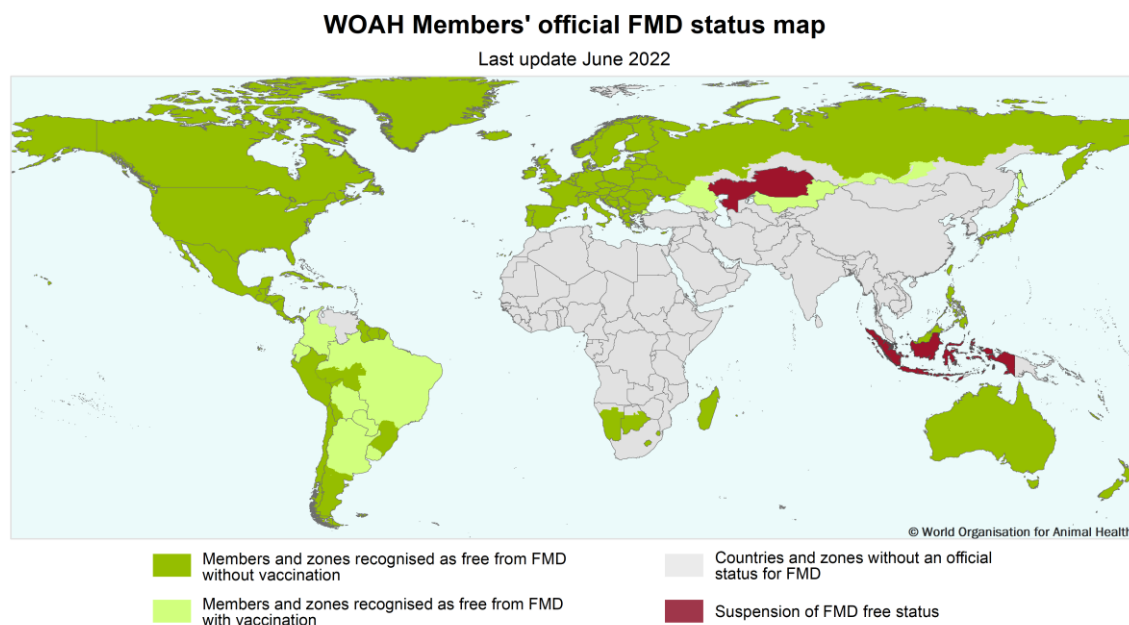 WOAH Members' official FMD status map
Last update June 2022
© World Organisation for Animal Health
Members and zones recognised as free from FMD
without vaccination
Members and zones recognised as free from FMD
with vaccination
Countries and zones without an official
status for FMD
Suspension of FMD free status